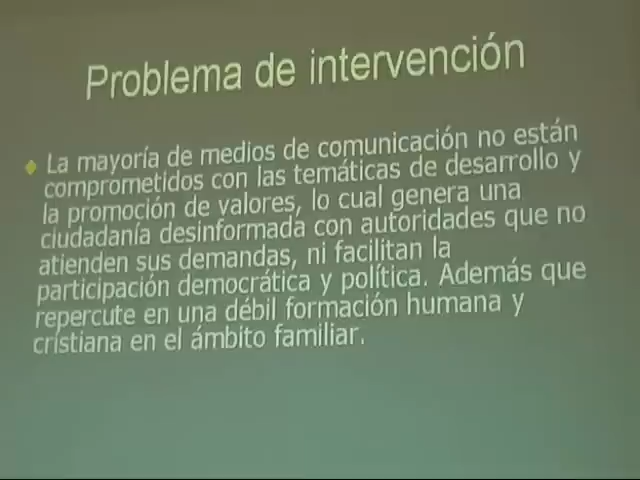 Problema de intervención
La mayoría de medios de comunicación no están
comprometidos con las temáticas de desarrollo y
la promoción de valores, lo cual genera una
ciudadanía desinformada con autoridades que no
atienden sus demandas, ni facilitan la
participación democrática y política. Además que
repercute en una débil formación humana y
cristiana en el ámbito familiar.